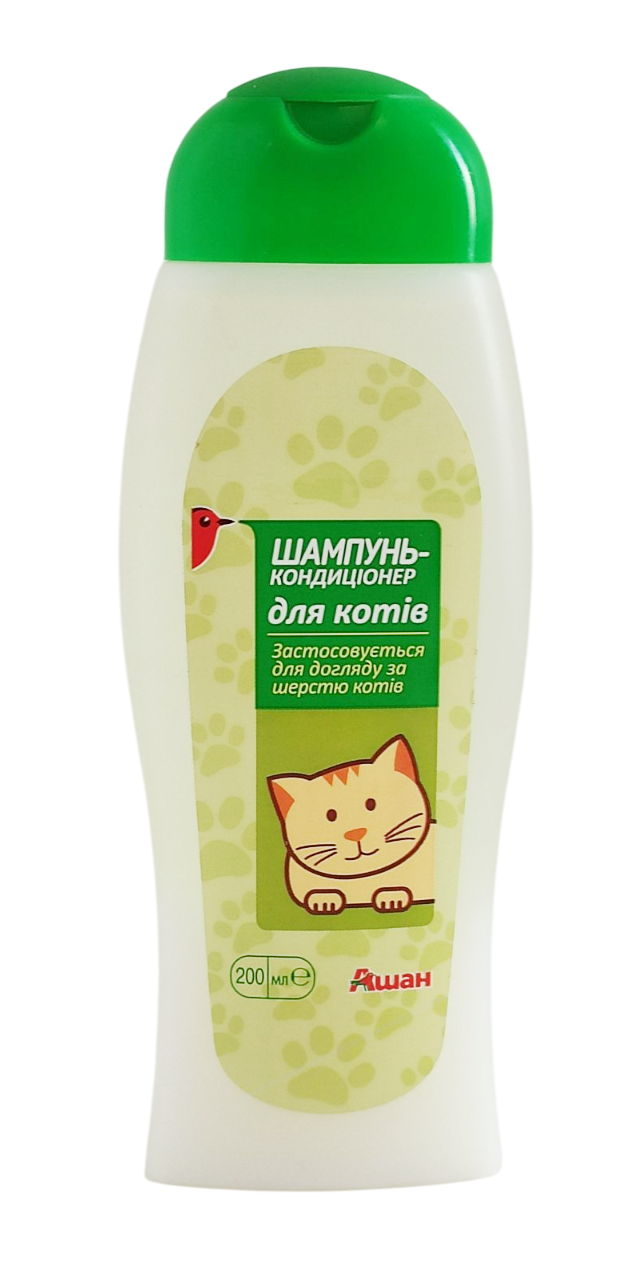 ШАМПУНЬ-
КОНДИЦІОНЕР
для котів
Застосовується
для догляду за
шерстю котів
200 мл ℮
Ашан